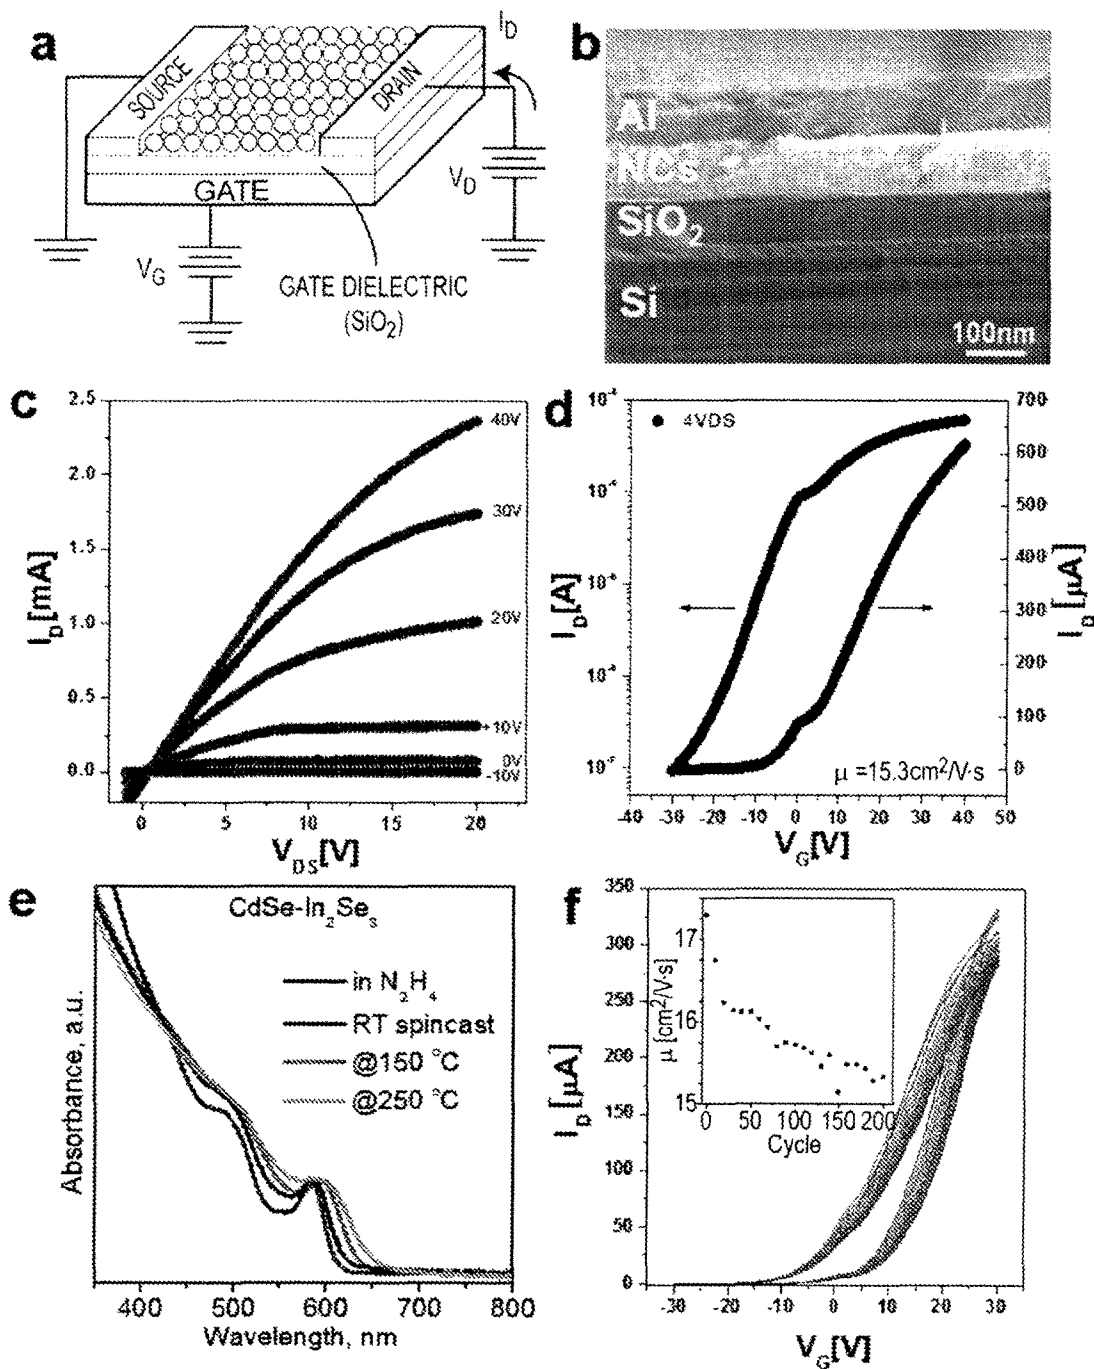 a
SOURCE
DRAIN
I_D
GATE
V_D
V_G
GATE DIELECTRIC
(SiO₂)
b
Al
NCs
SiO₂
Si
100nm
c
2.5
2.0
1.5
1.0
0.5
0.0
I_D[mA]
40V
30V
20V
+10V
0V
-10V
0 5 10 15 20
V_DS[V]
d
4VDS
I_D[A]
700
600
500
400
300
200
100
0
I_D[μA]
μ =15.3cm²/V·s
-40 -30 -20 -10 0 10 20 30 40 50
V_G[V]
e
CdSe-In₂Se₃
in N₂H₄
RT spincast
@150 °C
@250 °C
Absorbance, a.u.
400 500 600 700 800
Wavelength, nm
f
350
300
250
200
150
100
50
0
I_D[μA]
17
16
15
μ [cm²/V·s]
0 50 100 150 200
Cycle
-30 -20 -10 0 10 20 30
V_G[V]